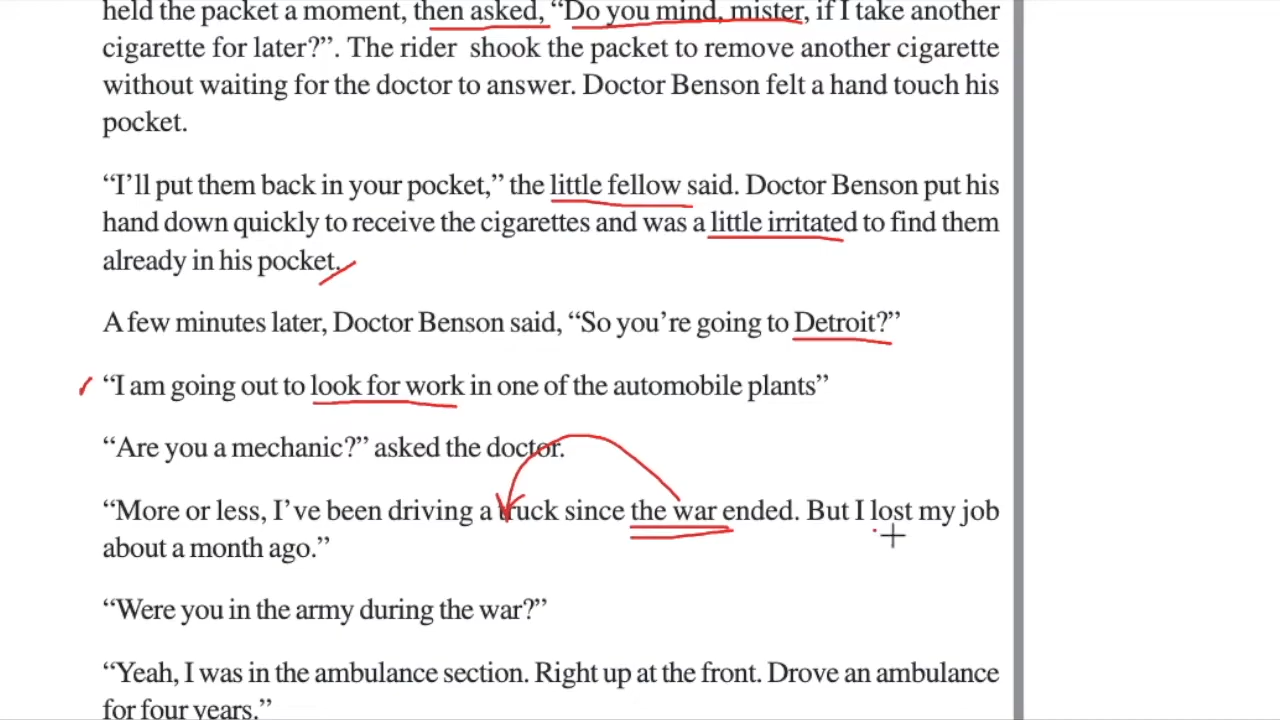 held the packet a moment, then asked, “Do you mind, mister, if I take another
cigarette for later?”. The rider shook the packet to remove another cigarette
without waiting for the doctor to answer. Doctor Benson felt a hand touch his
pocket.
“I’ll put them back in your pocket,” the little fellow said. Doctor Benson put his
hand down quickly to receive the cigarettes and was a little irritated to find them
already in his pocket.
A few minutes later, Doctor Benson said, “So you’re going to Detroit?”
“I am going out to look for work in one of the automobile plants”
“Are you a mechanic?” asked the doctor.
“More or less, I’ve been driving a truck since the war ended. But I lost my job
about a month ago.”
“Were you in the army during the war?”
“Yeah, I was in the ambulance section. Right up at the front. Drove an ambulance
for four years.”